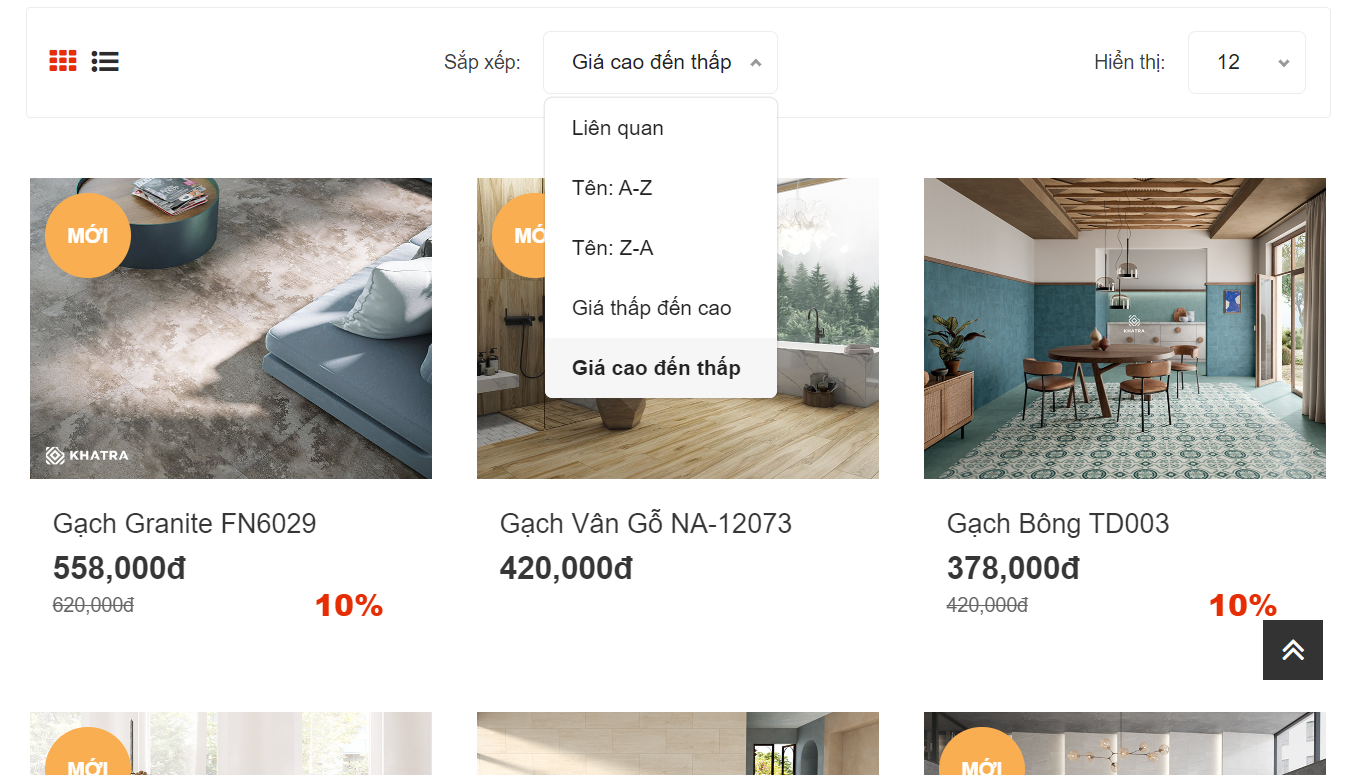 Sắp xếp:
Giá cao đến thấp
Hiển thị:
12
Liên quan
Tên: A-Z
Tên: Z-A
Giá thấp đến cao
Giá cao đến thấp
MỚI
KHATRA
MỚ
KHATRA
Gạch Granite FN6029
558,000đ
620,000đ
10%
Gạch Vân Gỗ NA-12073
420,000đ
Gạch Bông TD003
378,000đ
420,000đ
10%
MỚI
MỚI